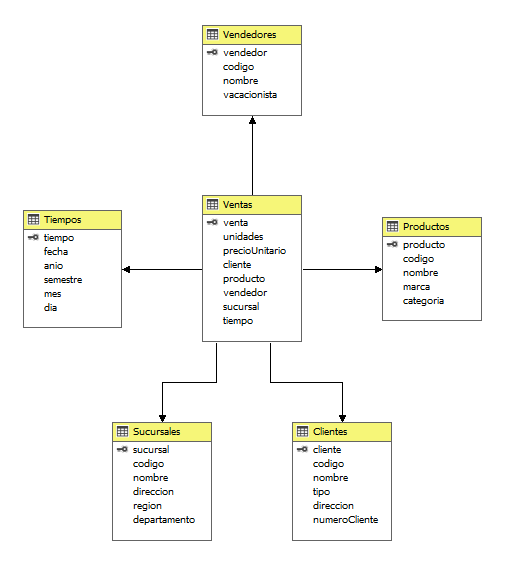 Vendedores
vendedor
codigo
nombre
vacacionista
Tiempos
tiempo
fecha
anio
semestre
mes
dia
Ventas
venta
unidades
precioUnitario
cliente
producto
vendedor
sucursal
tiempo
Productos
producto
codigo
nombre
marca
categoria
Sucursales
sucursal
codigo
nombre
direccion
region
departamento
Clientes
cliente
codigo
nombre
tipo
direccion
numeroCliente